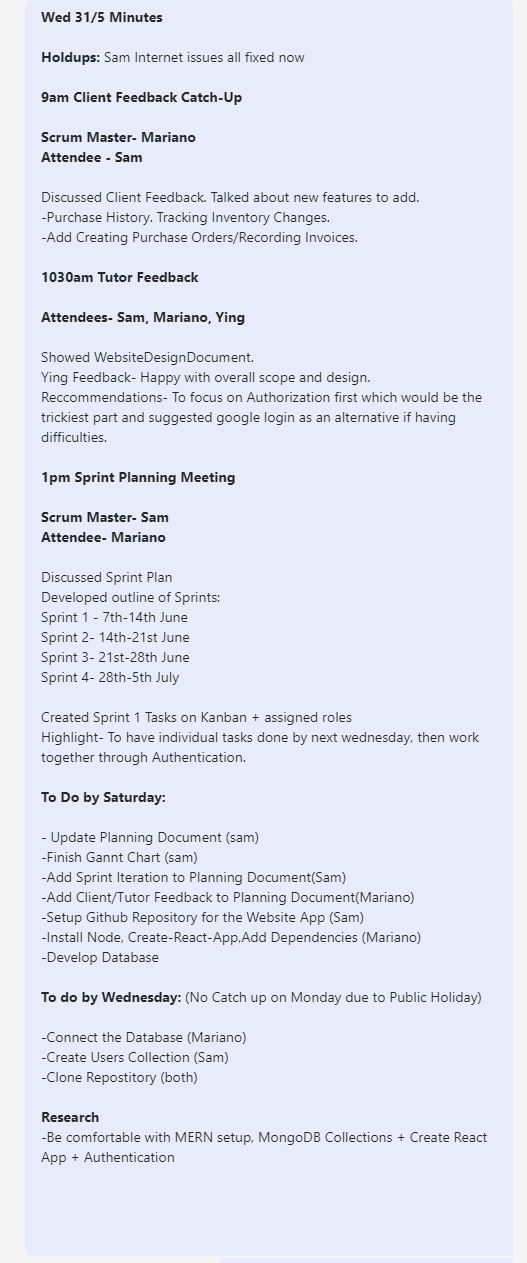 Wed 31/5 Minutes
Holdups: Sam Internet issues all fixed now
9am Client Feedback Catch-Up
Scrum Master- Mariano
Attendee - Sam
Discussed Client Feedback. Talked about new features to add.
-Purchase History. Tracking Inventory Changes.
-Add Creating Purchase Orders/Recording Invoices.
1030am Tutor Feedback
Attendees- Sam, Mariano, Ying
Showed WebsiteDesignDocument.
Ying Feedback- Happy with overall scope and design.
Reccommendations- To focus on Authorization first which would be the
trickiest part and suggested google login as an alternative if having
difficulties.
1pm Sprint Planning Meeting
Scrum Master- Sam
Attendee- Mariano
Discussed Sprint Plan
Developed outline of Sprints:
Sprint 1 - 7th-14th June
Sprint 2- 14th-21st June
Sprint 3- 21st-28th June
Sprint 4- 28th-5th July
Created Sprint 1 Tasks on Kanban + assigned roles
Highlight- To have individual tasks done by next wednesday, then work
together through Authentication.
To Do by Saturday:
- Update Planning Document (sam)
-Finish Gannt Chart (sam)
-Add Sprint Iteration to Planning Document(Sam)
-Add Client/Tutor Feedback to Planning Document(Mariano)
-Setup Github Repository for the Website App (Sam)
-Install Node, Create-React-App,Add Dependencies (Mariano)
-Develop Database
To do by Wednesday: (No Catch up on Monday due to Public Holiday)
-Connect the Database (Mariano)
-Create Users Collection (Sam)
-Clone Repostitory (both)
Research
-Be comfortable with MERN setup, MongoDB Collections + Create React
App + Authentication